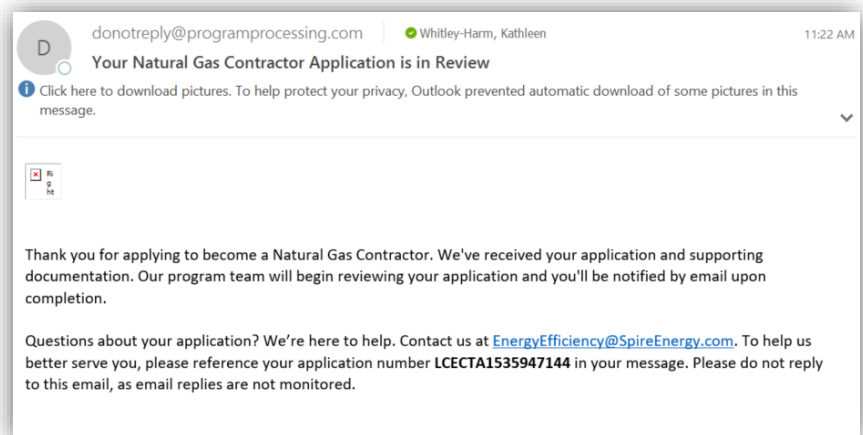 D
donotreply@programprocessing.com Whitley-Harm, Kathleen 11:22 AM
Your Natural Gas Contractor Application is in Review
Click here to download pictures. To help protect your privacy, Outlook prevented automatic download of some pictures in this
message.
Ri
g
ht
Thank you for applying to become a Natural Gas Contractor. We've received your application and supporting
documentation. Our program team will begin reviewing your application and you'll be notified by email upon
completion.
Questions about your application? We’re here to help. Contact us at EnergyEfficiency@SpireEnergy.com. To help us
better serve you, please reference your application number LCECTA1535947144 in your message. Please do not reply
to this email, as email replies are not monitored.